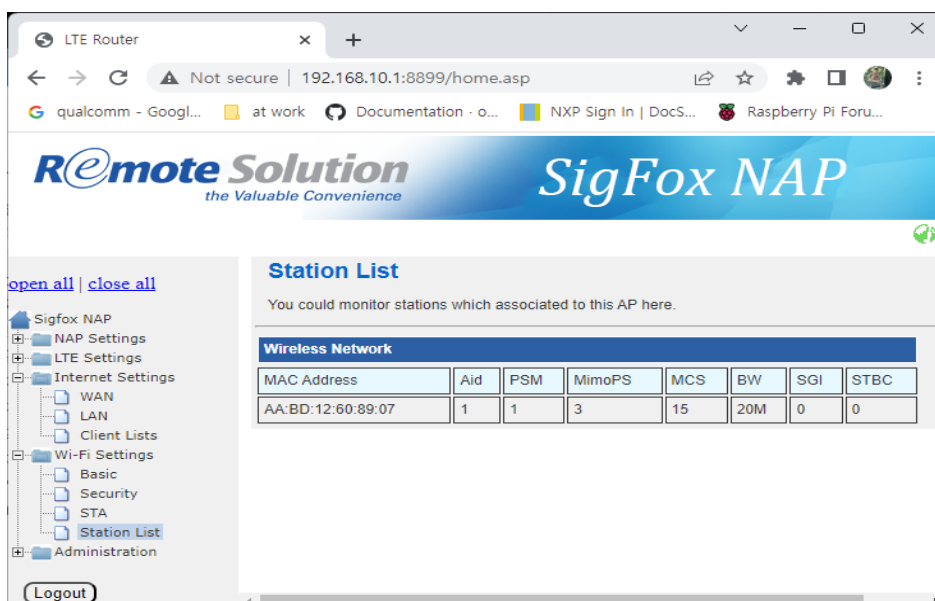 LTE Router
Not secure | 192.168.10.1:8899/home.asp
qualcomm - Googl... at work Documentation · o... NXP Sign In | DocS... Raspberry Pi Foru...
Remote Solution
the Valuable Convenience
SigFox NAP
open all | close all
Sigfox NAP
NAP Settings
LTE Settings
Internet Settings
WAN
LAN
Client Lists
Wi-Fi Settings
Basic
Security
STA
Station List
Administration
Logout
Station List
You could monitor stations which associated to this AP here.
Wireless Network
MAC Address Aid PSM MimoPS MCS BW SGI STBC
AA:BD:12:60:89:07 1 1 3 15 20M 0 0